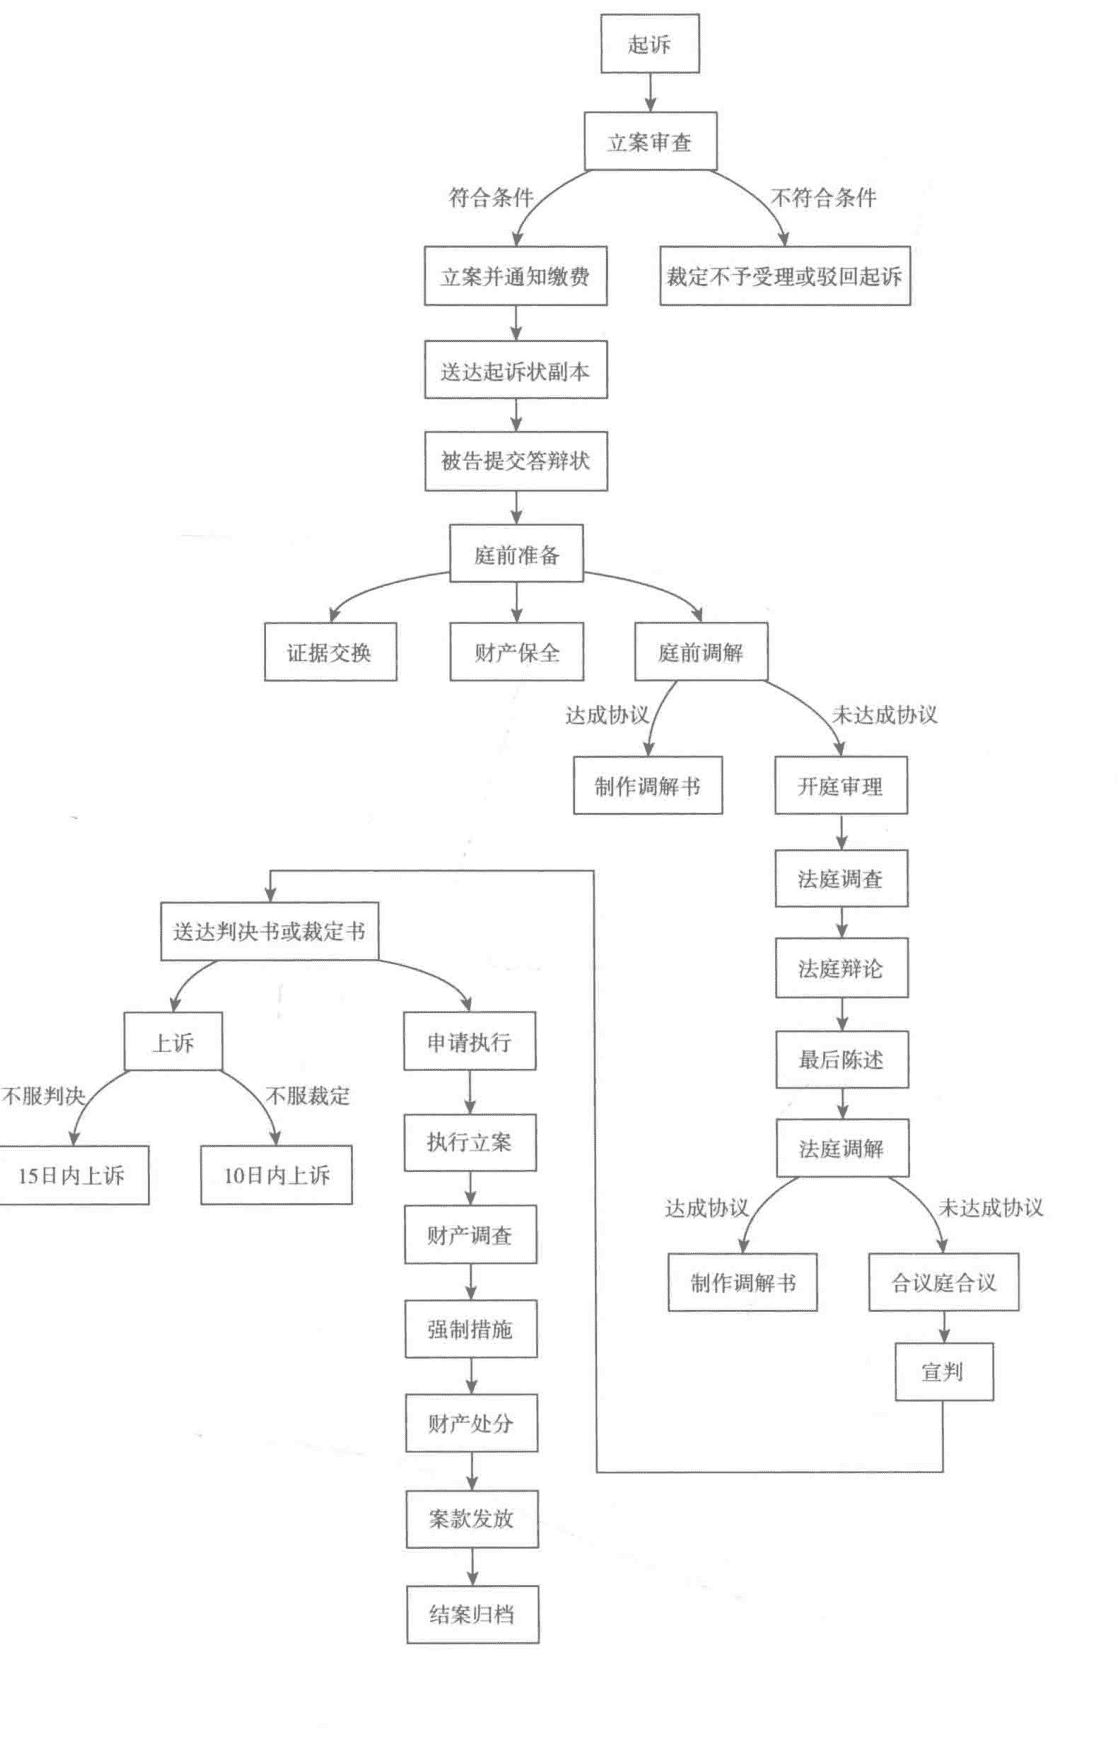 起诉
立案审查
符合条件
不符合条件
立案并通知缴费
裁定不予受理或驳回起诉
送达起诉状副本
被告提交答辩状
庭前准备
证据交换
财产保全
庭前调解
达成协议
未达成协议
制作调解书
开庭审理
法庭调查
法庭辩论
最后陈述
法庭调解
达成协议
未达成协议
制作调解书
合议庭合议
宣判
送达判决书或裁定书
上诉
申请执行
不服判决
不服裁定
15日内上诉
10日内上诉
执行立案
财产调查
强制措施
财产处分
案款发放
结案归档